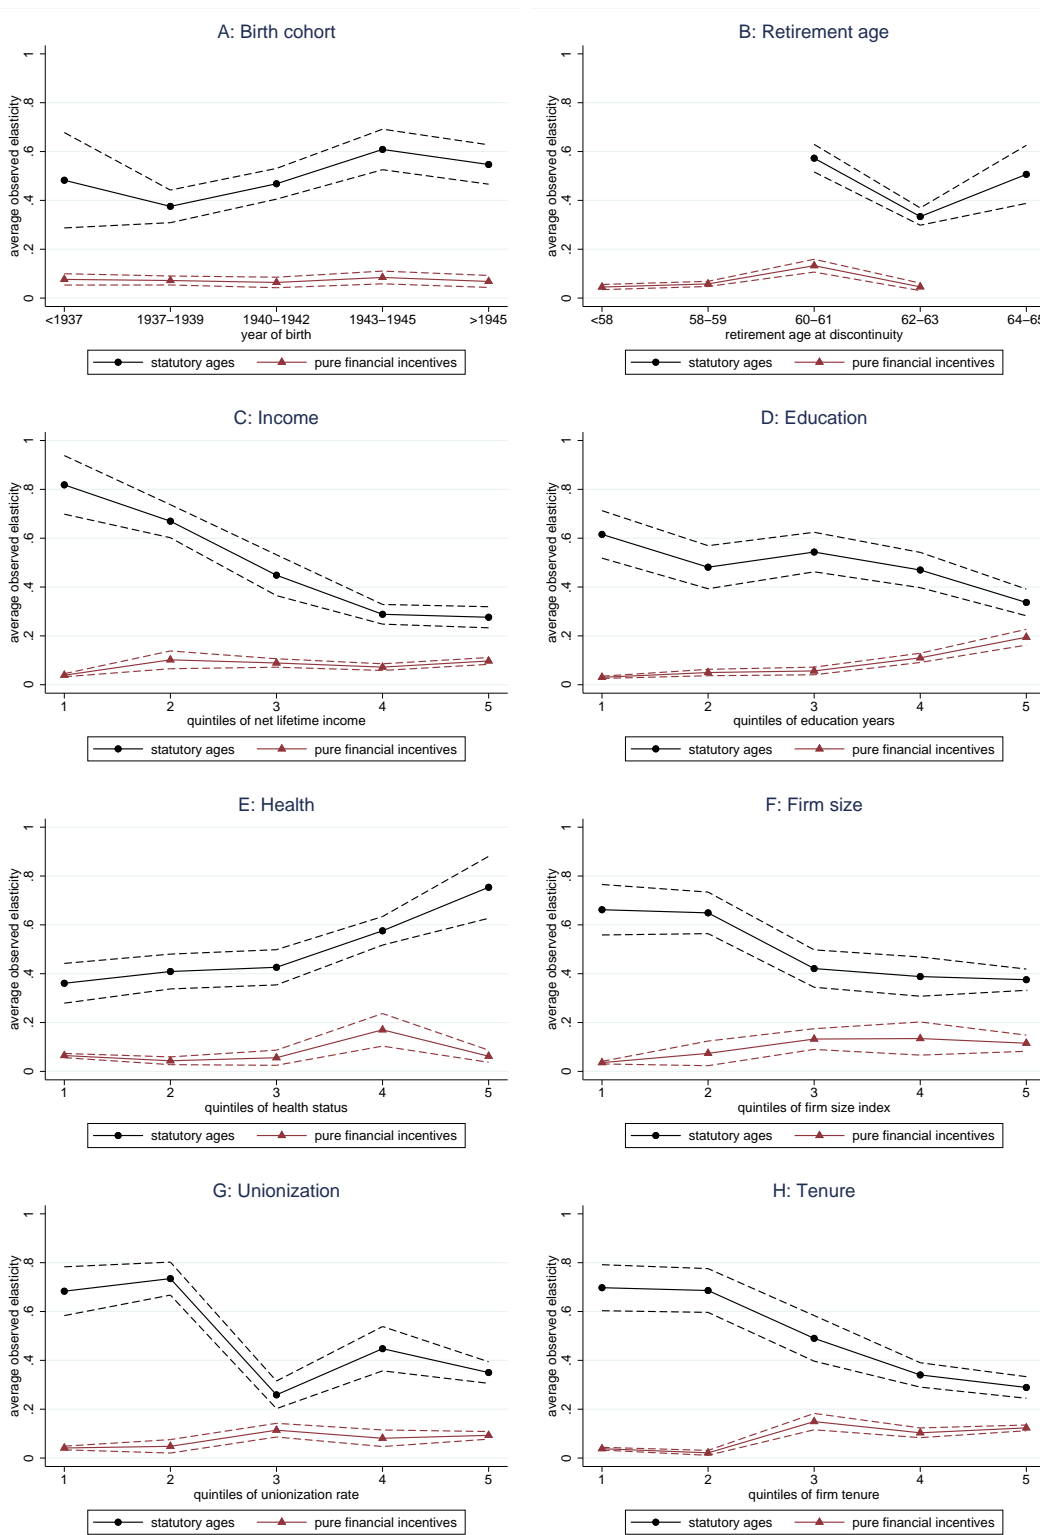 A: Birth cohort
average observed elasticity
0 .2 .4 .6 .8 1
<1937 1937–1939 1940–1942 1943–1945 >1945
year of birth
statutory ages pure financial incentives
B: Retirement age
average observed elasticity
0 .2 .4 .6 .8 1
<58 58–59 60–61 62–63 64–65
retirement age at discontinuity
statutory ages pure financial incentives
C: Income
average observed elasticity
0 .2 .4 .6 .8 1
1 2 3 4 5
quintiles of net lifetime income
statutory ages pure financial incentives
D: Education
average observed elasticity
0 .2 .4 .6 .8 1
1 2 3 4 5
quintiles of education years
statutory ages pure financial incentives
E: Health
average observed elasticity
0 .2 .4 .6 .8 1
1 2 3 4 5
quintiles of health status
statutory ages pure financial incentives
F: Firm size
average observed elasticity
0 .2 .4 .6 .8 1
1 2 3 4 5
quintiles of firm size index
statutory ages pure financial incentives
G: Unionization
average observed elasticity
0 .2 .4 .6 .8 1
1 2 3 4 5
quintiles of unionization rate
statutory ages pure financial incentives
H: Tenure
average observed elasticity
0 .2 .4 .6 .8 1
1 2 3 4 5
quintiles of firm tenure
statutory ages pure financial incentives